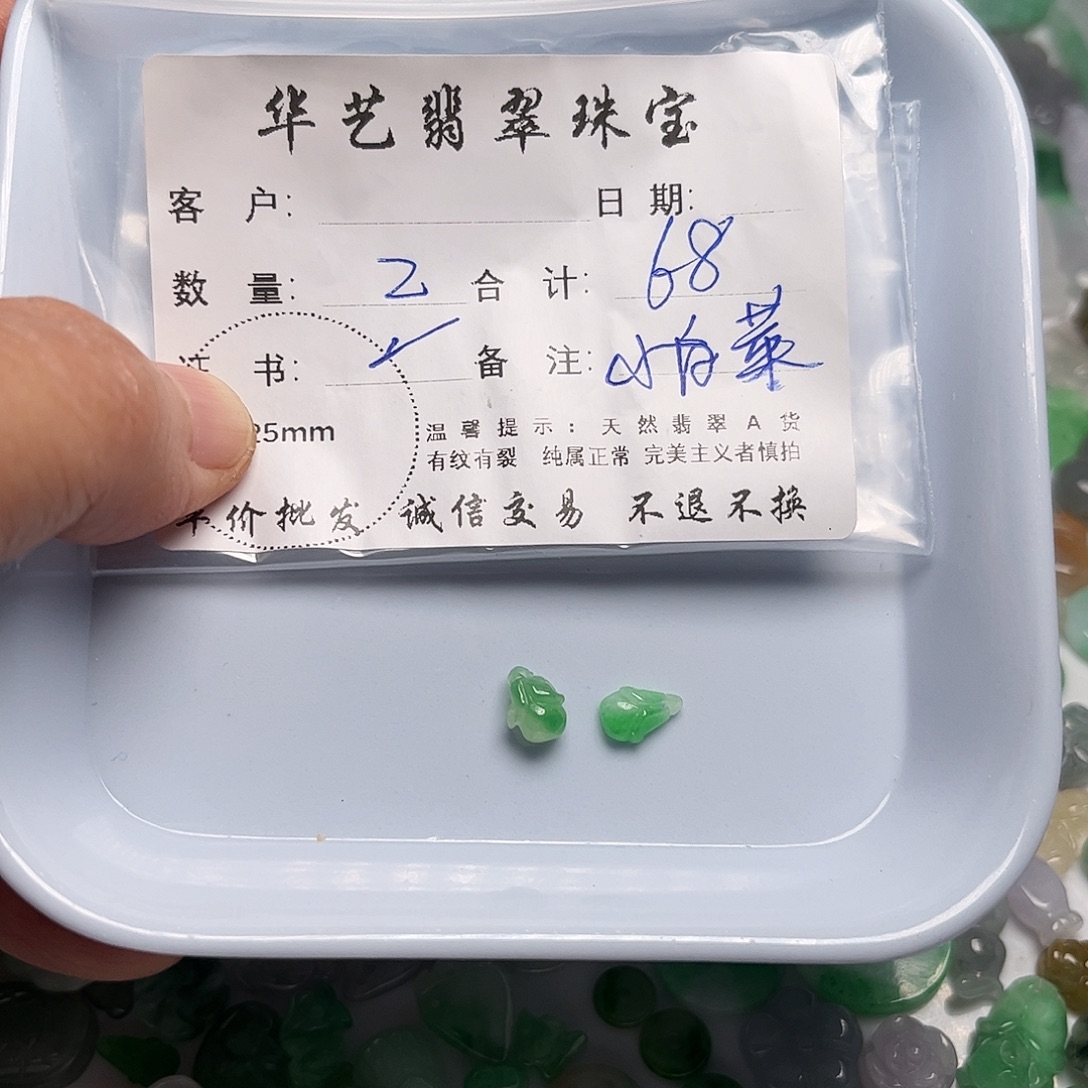 华艺翡翠珠宝
客 户: 日 期:
数 量: 2 合 计: 68
证 书: ✓ 备 注: 小白菜
25mm 温馨提示：天然翡翠A货
有纹有裂 纯属正常 完美主义者慎拍
价批发 诚信交易 不退不换